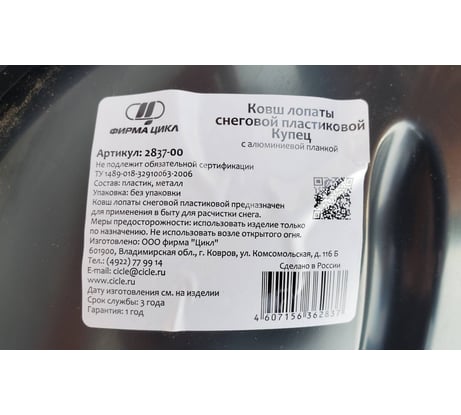 ФИРМА ЦИКЛ
Ковш лопаты
снеговой пластиковой
Купец
с алюминиевой планкой
Артикул: 2837-00
Не подлежит обязательной сертификации
ТУ 1489-018-32910063-2006
Состав: пластик, металл
Упаковка: без упаковки
Ковш лопаты снеговой пластиковой предназначен
для применения в быту для расчистки снега.
Меры предосторожности: использовать изделие только
по назначению. Не использовать возле открытого огня.
Изготовлено: ООО фирма "Цикл"
601900, Владимирская обл., г. Ковров, ул. Комсомольская, д. 116 Б
Тел.: (4922) 77 99 14
E-mail: cicle@cicle.ru
www.cicle.ru
Сделано в России
Дату изготовления см. на изделии
Срок службы: 3 года
Гарантия: 1 год
4 607156 362837